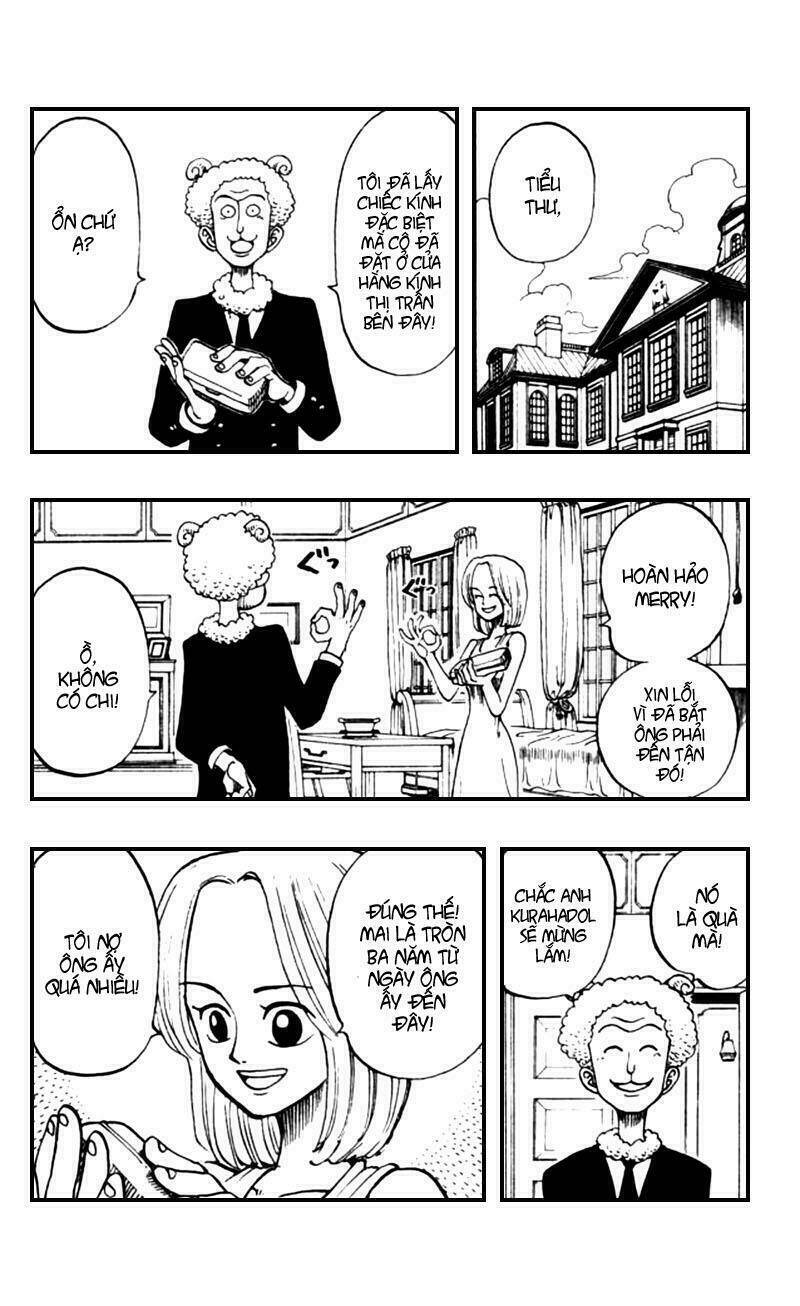 TIỂU
THƯ,
TÔI ĐÃ LẤY
CHIẾC KÍNH
ĐẶC BIỆT
MÀ CÔ ĐÃ
ĐẶT Ở CỬA
HÀNG KÍNH
THỊ TRẤN
BÊN ĐÂY!
ỔN CHỨ
Ạ?
HOÀN HẢO
MERRY!
XIN LỖI
VÌ ĐÃ BẮT
ÔNG PHẢI
ĐẾN TẬN
ĐÓ!
ぐっ
ぐっ
Ồ,
KHÔNG
CÓ CHI!
NÓ
LÀ QUÀ
MÀ!
CHẮC ANH
KURAHADOL
SẼ MỪNG
LẮM!
ĐÚNG THẾ!
MAI LÀ TRÒN
BA NĂM TỪ
NGÀY ÔNG
ẤY ĐẾN
ĐÂY!
TÔI NỢ
ÔNG ẤY
QUÁ NHIỀU!